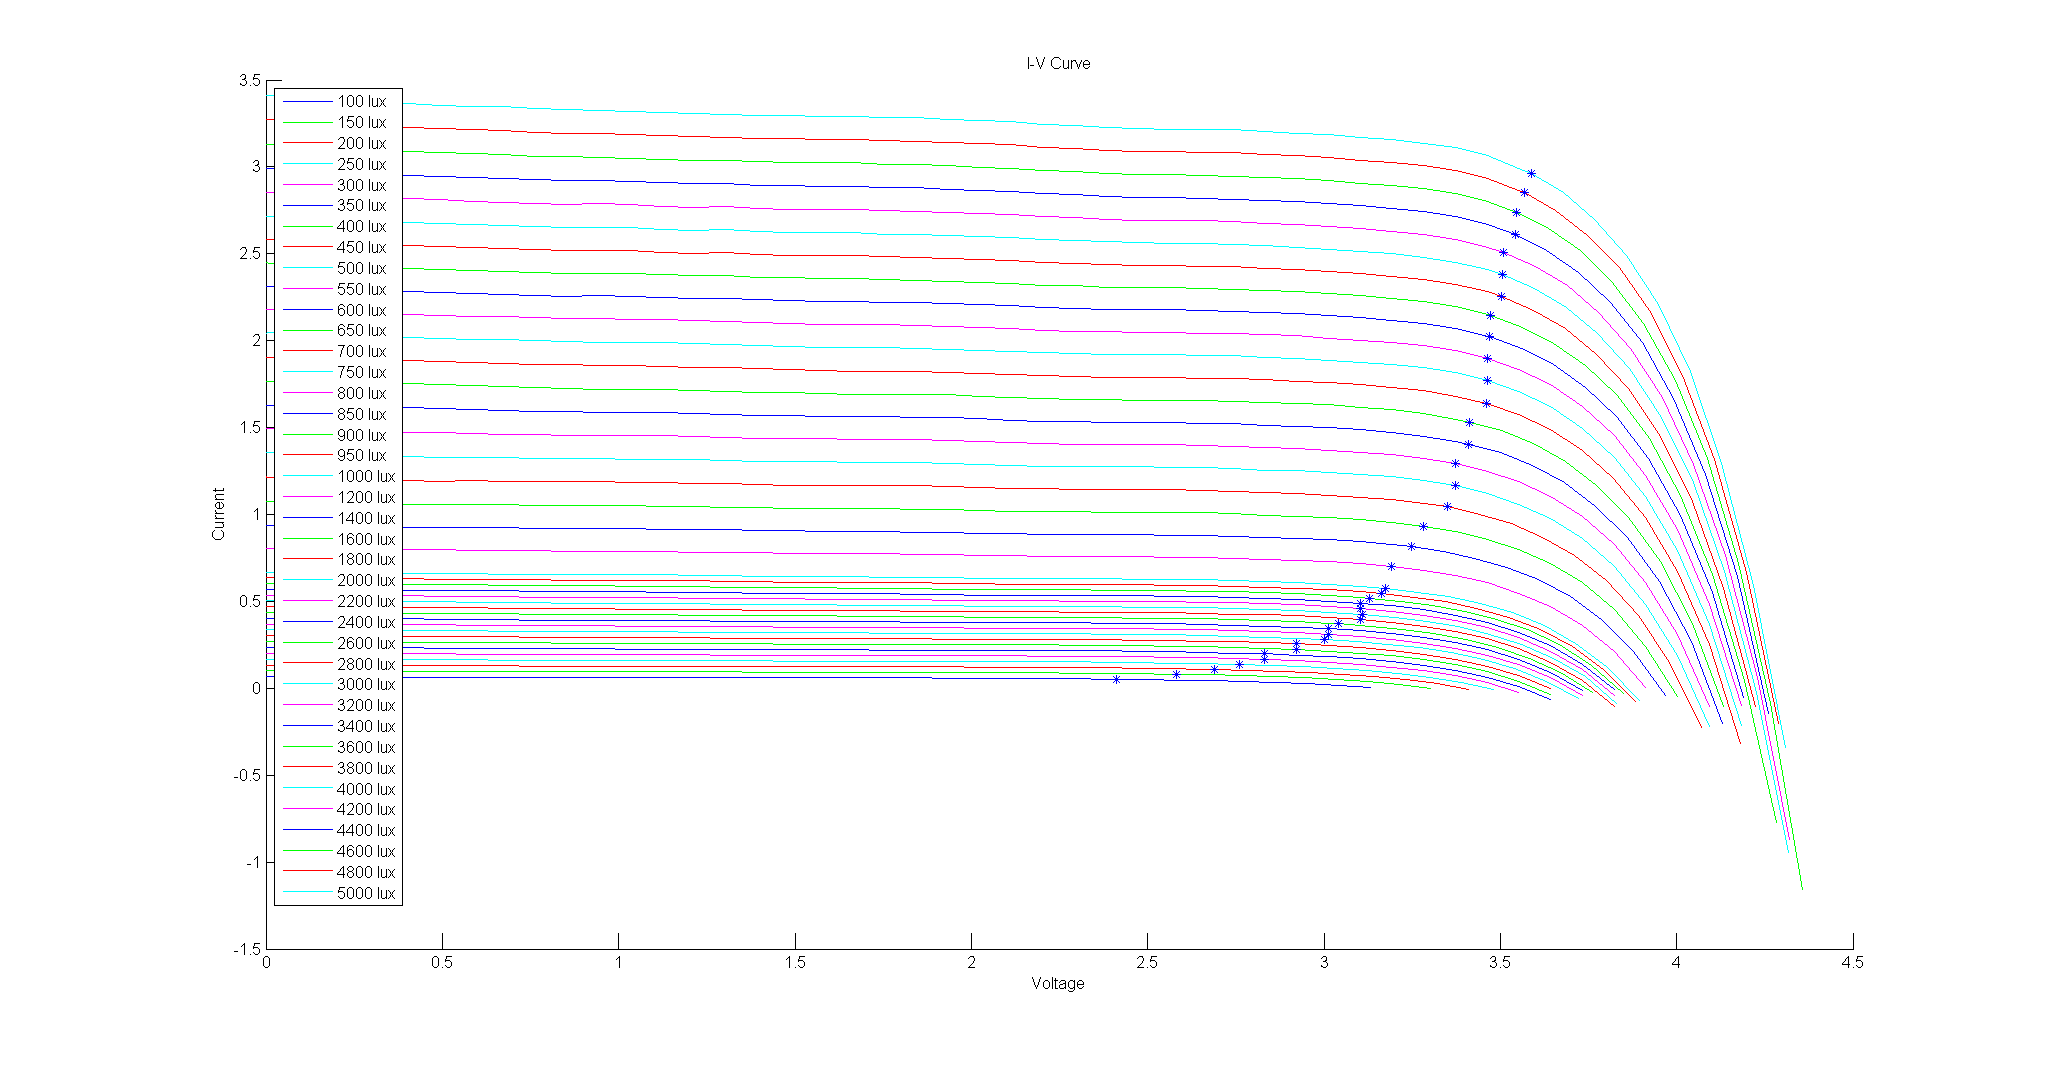 I-V Curve
3.5
3
2.5
2
1.5
1
0.5
0
-0.5
-1
-1.5
Current
100 lux
150 lux
200 lux
250 lux
300 lux
350 lux
400 lux
450 lux
500 lux
550 lux
600 lux
650 lux
700 lux
750 lux
800 lux
850 lux
900 lux
950 lux
1000 lux
1200 lux
1400 lux
1600 lux
1800 lux
2000 lux
2200 lux
2400 lux
2600 lux
2800 lux
3000 lux
3200 lux
3400 lux
3600 lux
3800 lux
4000 lux
4200 lux
4400 lux
4600 lux
4800 lux
5000 lux
0 0.5 1 1.5 2 2.5 3 3.5 4 4.5
Voltage